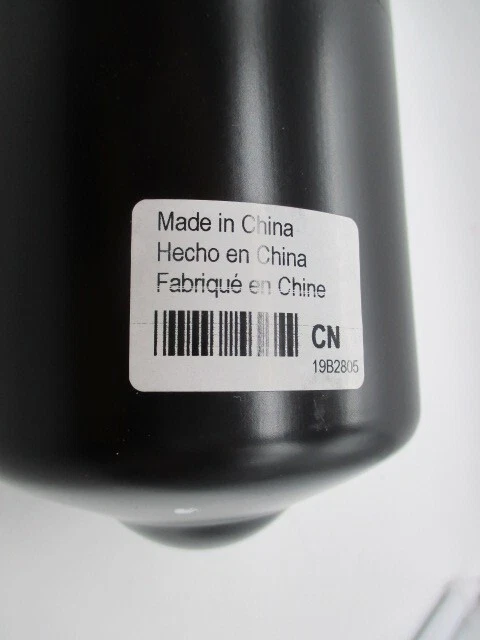 Made in China
Hecho en China
Fabriqué en Chine
CN
19B2805